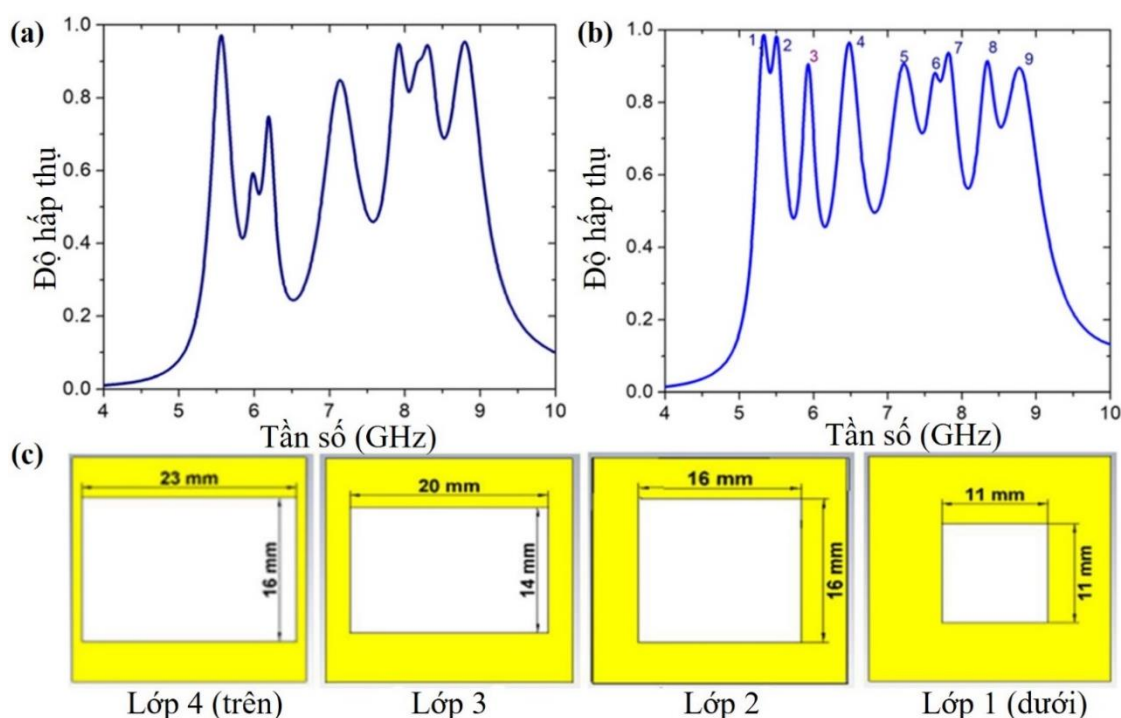 (a)
1.0
0.8
0.6
0.4
0.2
0.0
Độ hấp thụ
4 5 6 7 8 9 10
Tần số (GHz)
(b)
1.0
0.8
0.6
0.4
0.2
0.0
Độ hấp thụ
1 2 3 4 5 6 7 8 9
4 5 6 7 8 9 10
Tần số (GHz)
(c)
23 mm
16 mm
20 mm
14 mm
16 mm
16 mm
11 mm
11 mm
Lớp 4 (trên) Lớp 3 Lớp 2 Lớp 1 (dưới)